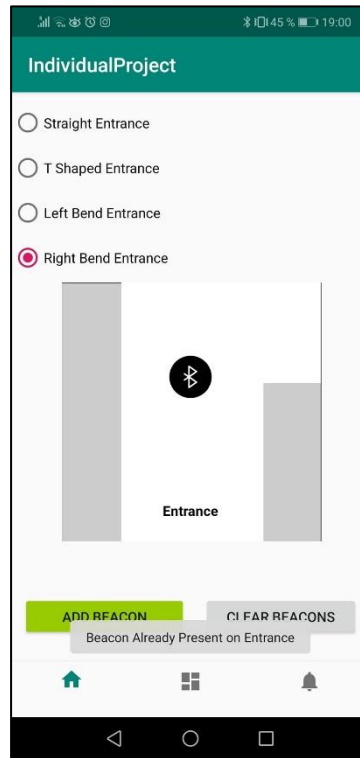 45 % 19:00
IndividualProject
Straight Entrance
T Shaped Entrance
Left Bend Entrance
Right Bend Entrance
Entrance
ADD BEACON CLEAR BEACONS
Beacon Already Present on Entrance